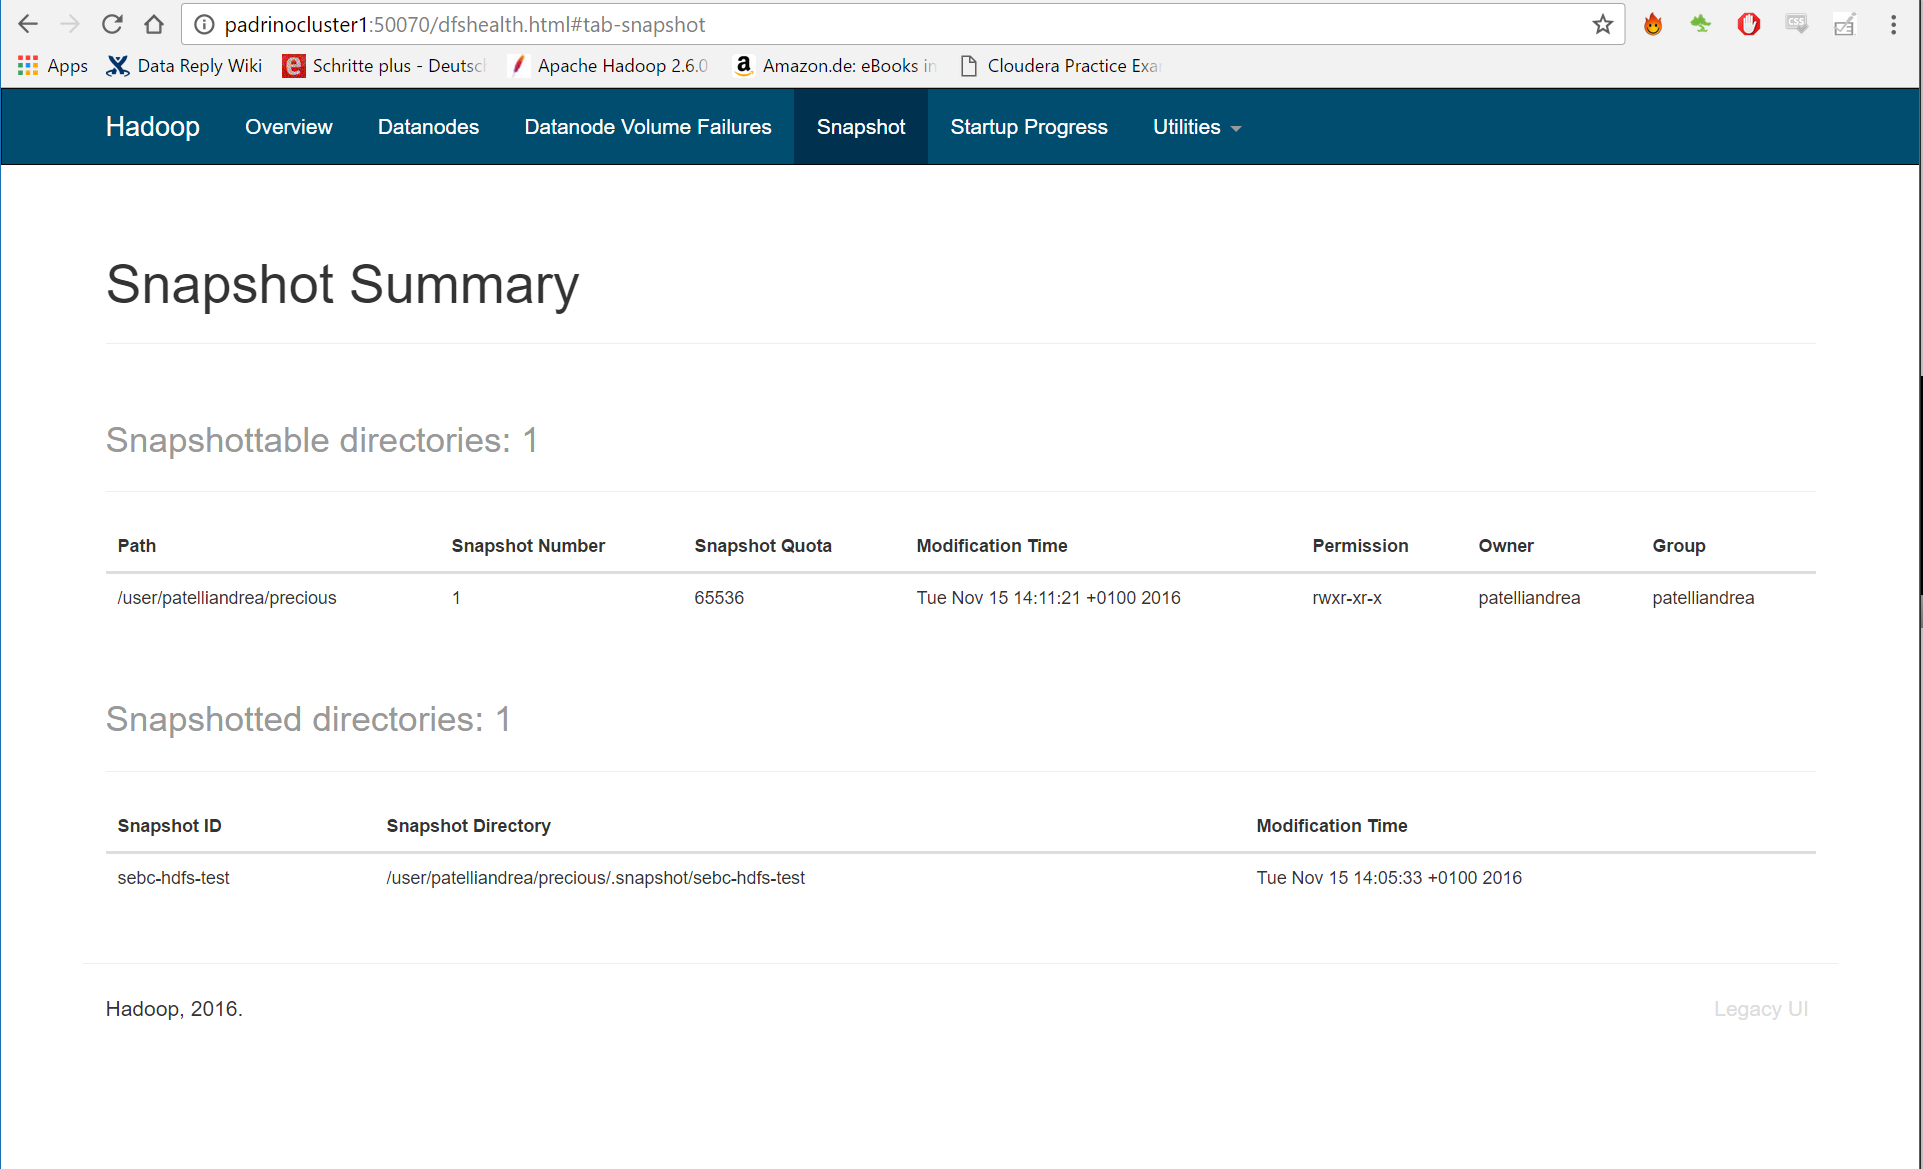 padrinocluster1:50070/dfshealth.html#tab-snapshot
Apps Data Reply Wiki Schritte plus - Deutsc Apache Hadoop 2.6.0 Amazon.de: eBooks in Cloudera Practice Exa
Hadoop Overview Datanodes Datanode Volume Failures Snapshot Startup Progress Utilities
Snapshot Summary
Snapshottable directories: 1
Path Snapshot Number Snapshot Quota Modification Time Permission Owner Group
/user/patelliandrea/precious 1 65536 Tue Nov 15 14:11:21 +0100 2016 rwxr-xr-x patelliandrea patelliandrea
Snapshotted directories: 1
Snapshot ID Snapshot Directory Modification Time
sebc-hdfs-test /user/patelliandrea/precious/.snapshot/sebc-hdfs-test Tue Nov 15 14:05:33 +0100 2016
Hadoop, 2016. Legacy UI